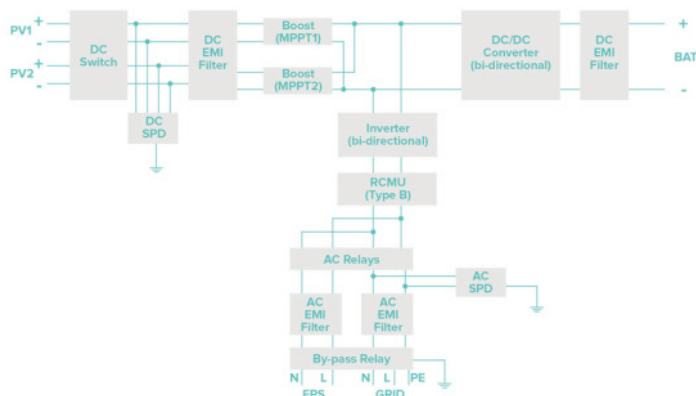 PV1 +
-
PV2 +
-
DC
Switch
DC
SPD
DC
EMI
Filter
Boost
(MPPT1)
Boost
(MPPT2)
DC/DC
Converter
(bi-directional)
DC
EMI
Filter
+
BAT
-
Inverter
(bi-directional)
RCMU
(Type B)
AC Relays
AC
SPD
AC
EMI
Filter
AC
EMI
Filter
By-pass Relay
N L N L PE
EPS GRID